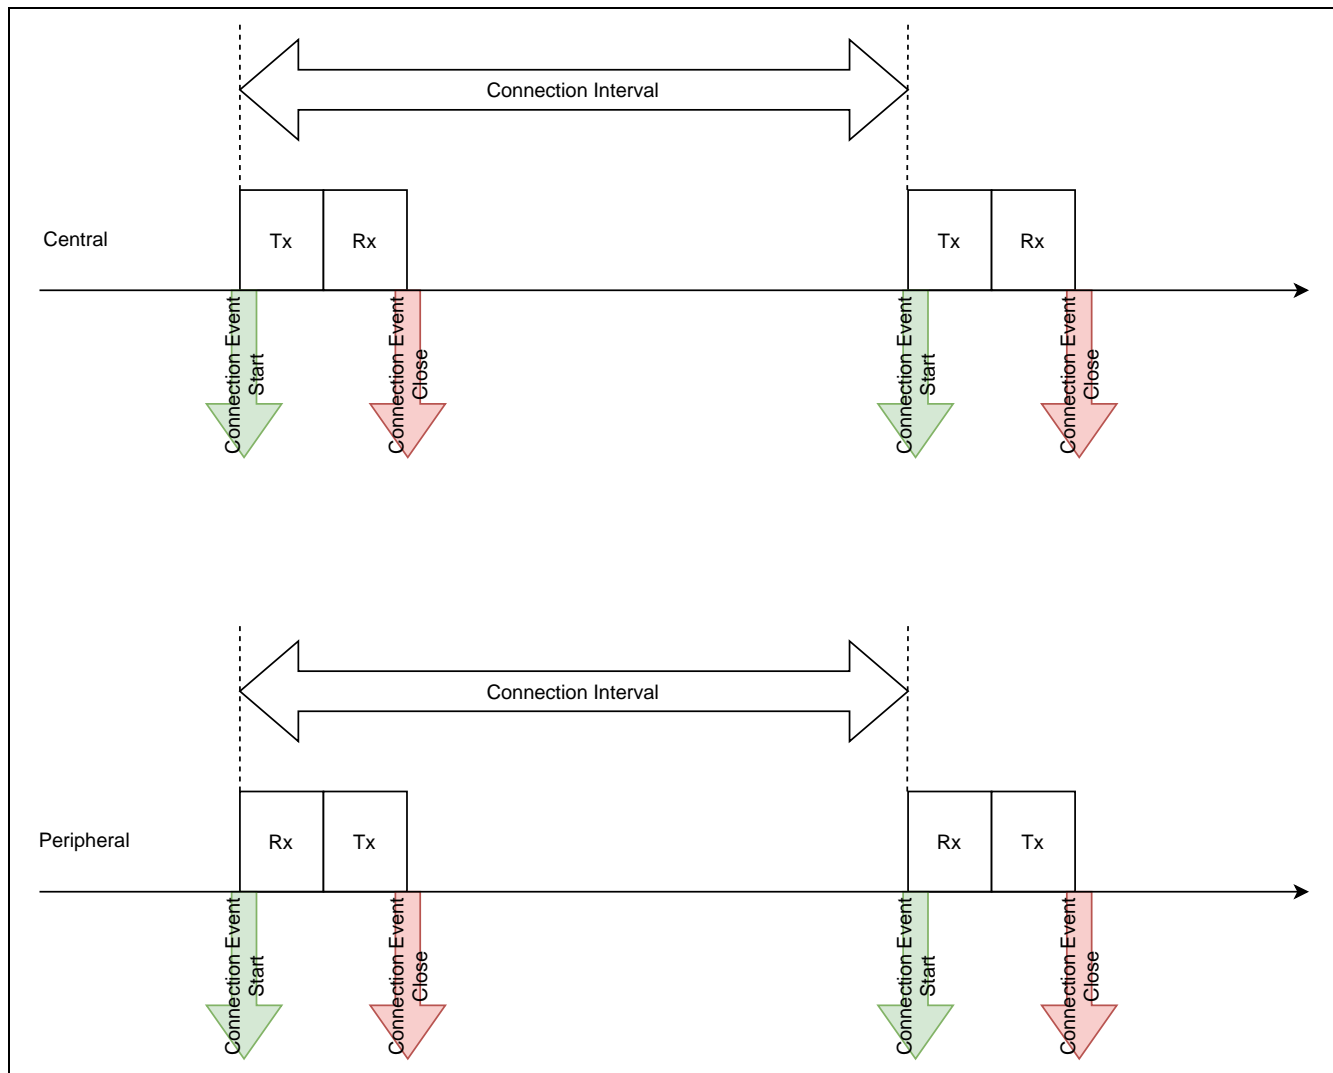 Connection Interval
Central
Tx
Rx
Tx
Rx
Connection Event
Start
Connection Event
Close
Connection Event
Start
Connection Event
Close
Connection Interval
Peripheral
Rx
Tx
Rx
Tx
Connection Event
Start
Connection Event
Close
Connection Event
Start
Connection Event
Close